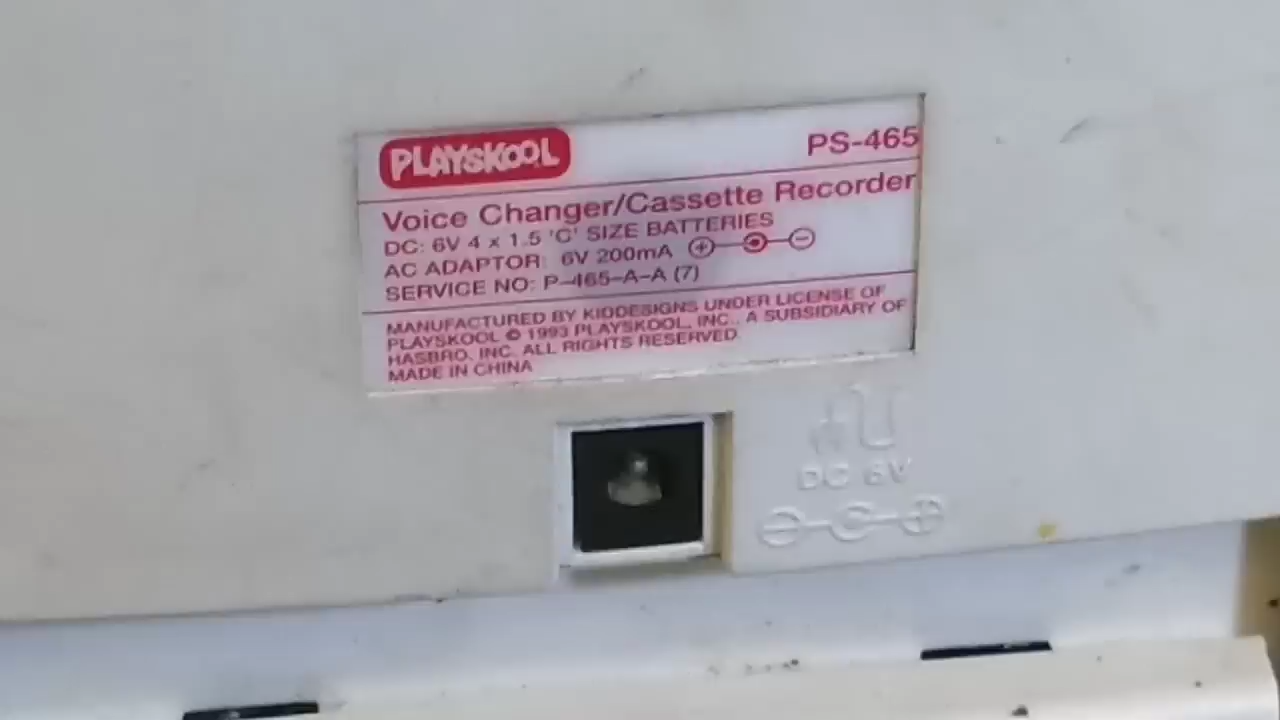 PLAYSKOOL
PS-465
Voice Changer/Cassette Recorder
DC: 6V 4 x 1.5 'C' SIZE BATTERIES
AC ADAPTOR: 6V 200mA
SERVICE NO: P-465-A-A (7)
MANUFACTURED BY KIDDESIGNS UNDER LICENSE OF
PLAYSKOOL © 1993 PLAYSKOOL, INC., A SUBSIDIARY OF
HASBRO, INC. ALL RIGHTS RESERVED
MADE IN CHINA
DC 6V